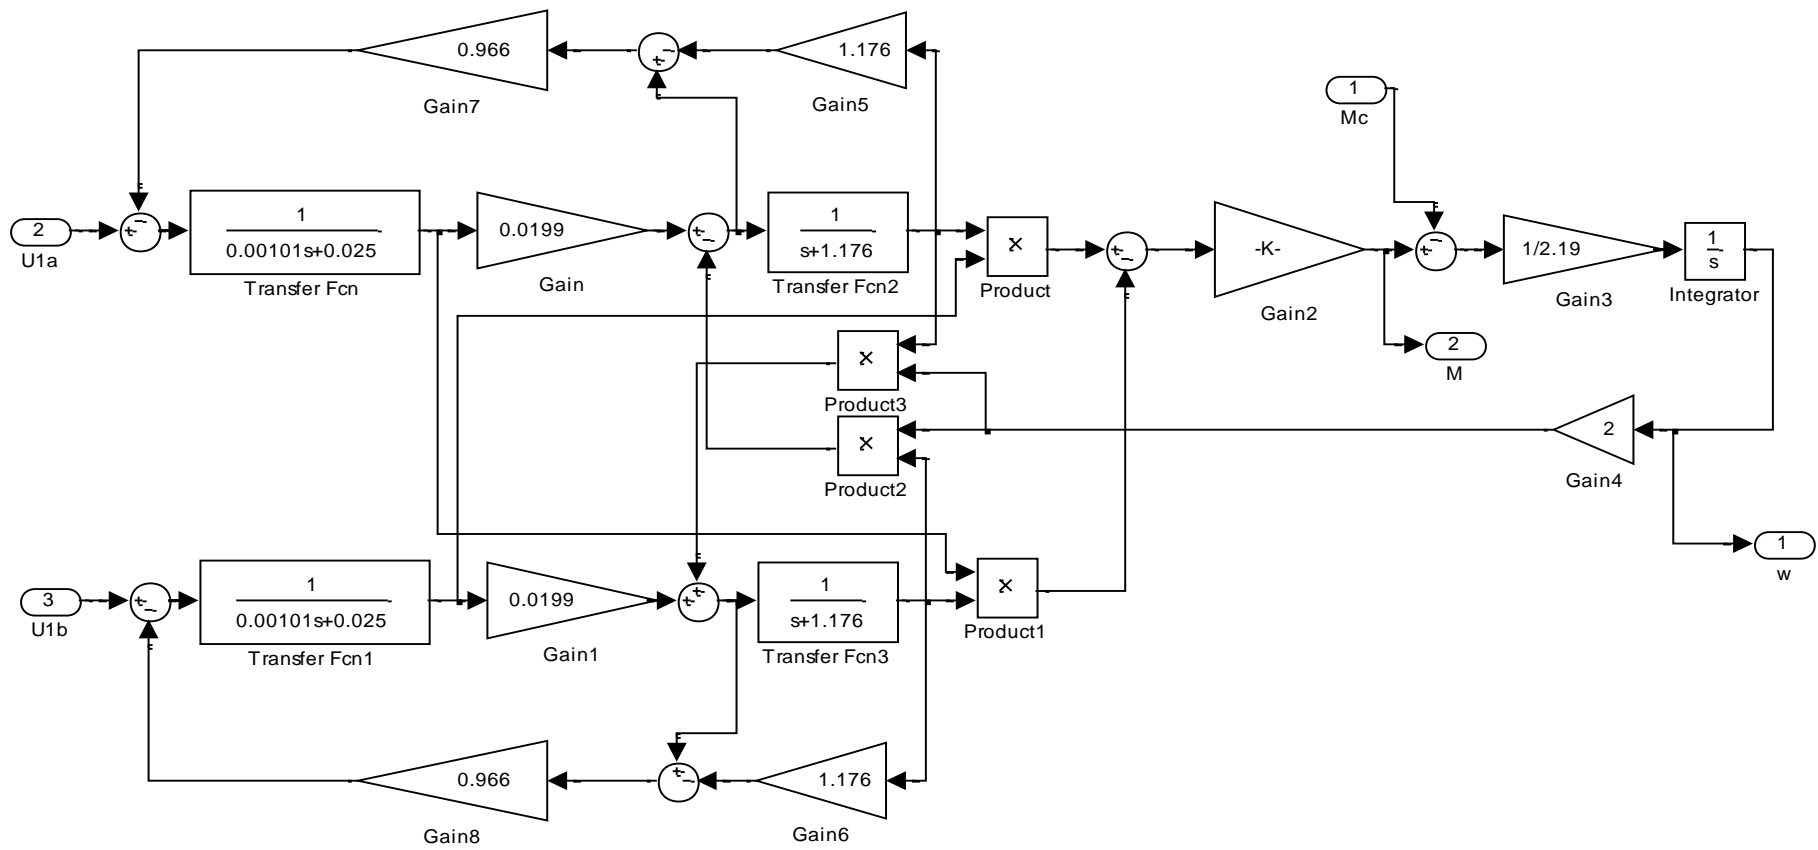 0.966
Gain7
1.176
Gain5
1
Mc
2
U1a
1
0.00101s+0.025
Transfer Fcn
0.0199
Gain
1
s+1.176
Transfer Fcn2
×
Product
-K-
Gain2
1/2.19
Gain3
1
s
Integrator
2
M
×
Product3
×
Product2
2
Gain4
1
w
3
U1b
1
0.00101s+0.025
Transfer Fcn1
0.0199
Gain1
1
s+1.176
Transfer Fcn3
×
Product1
0.966
Gain8
1.176
Gain6